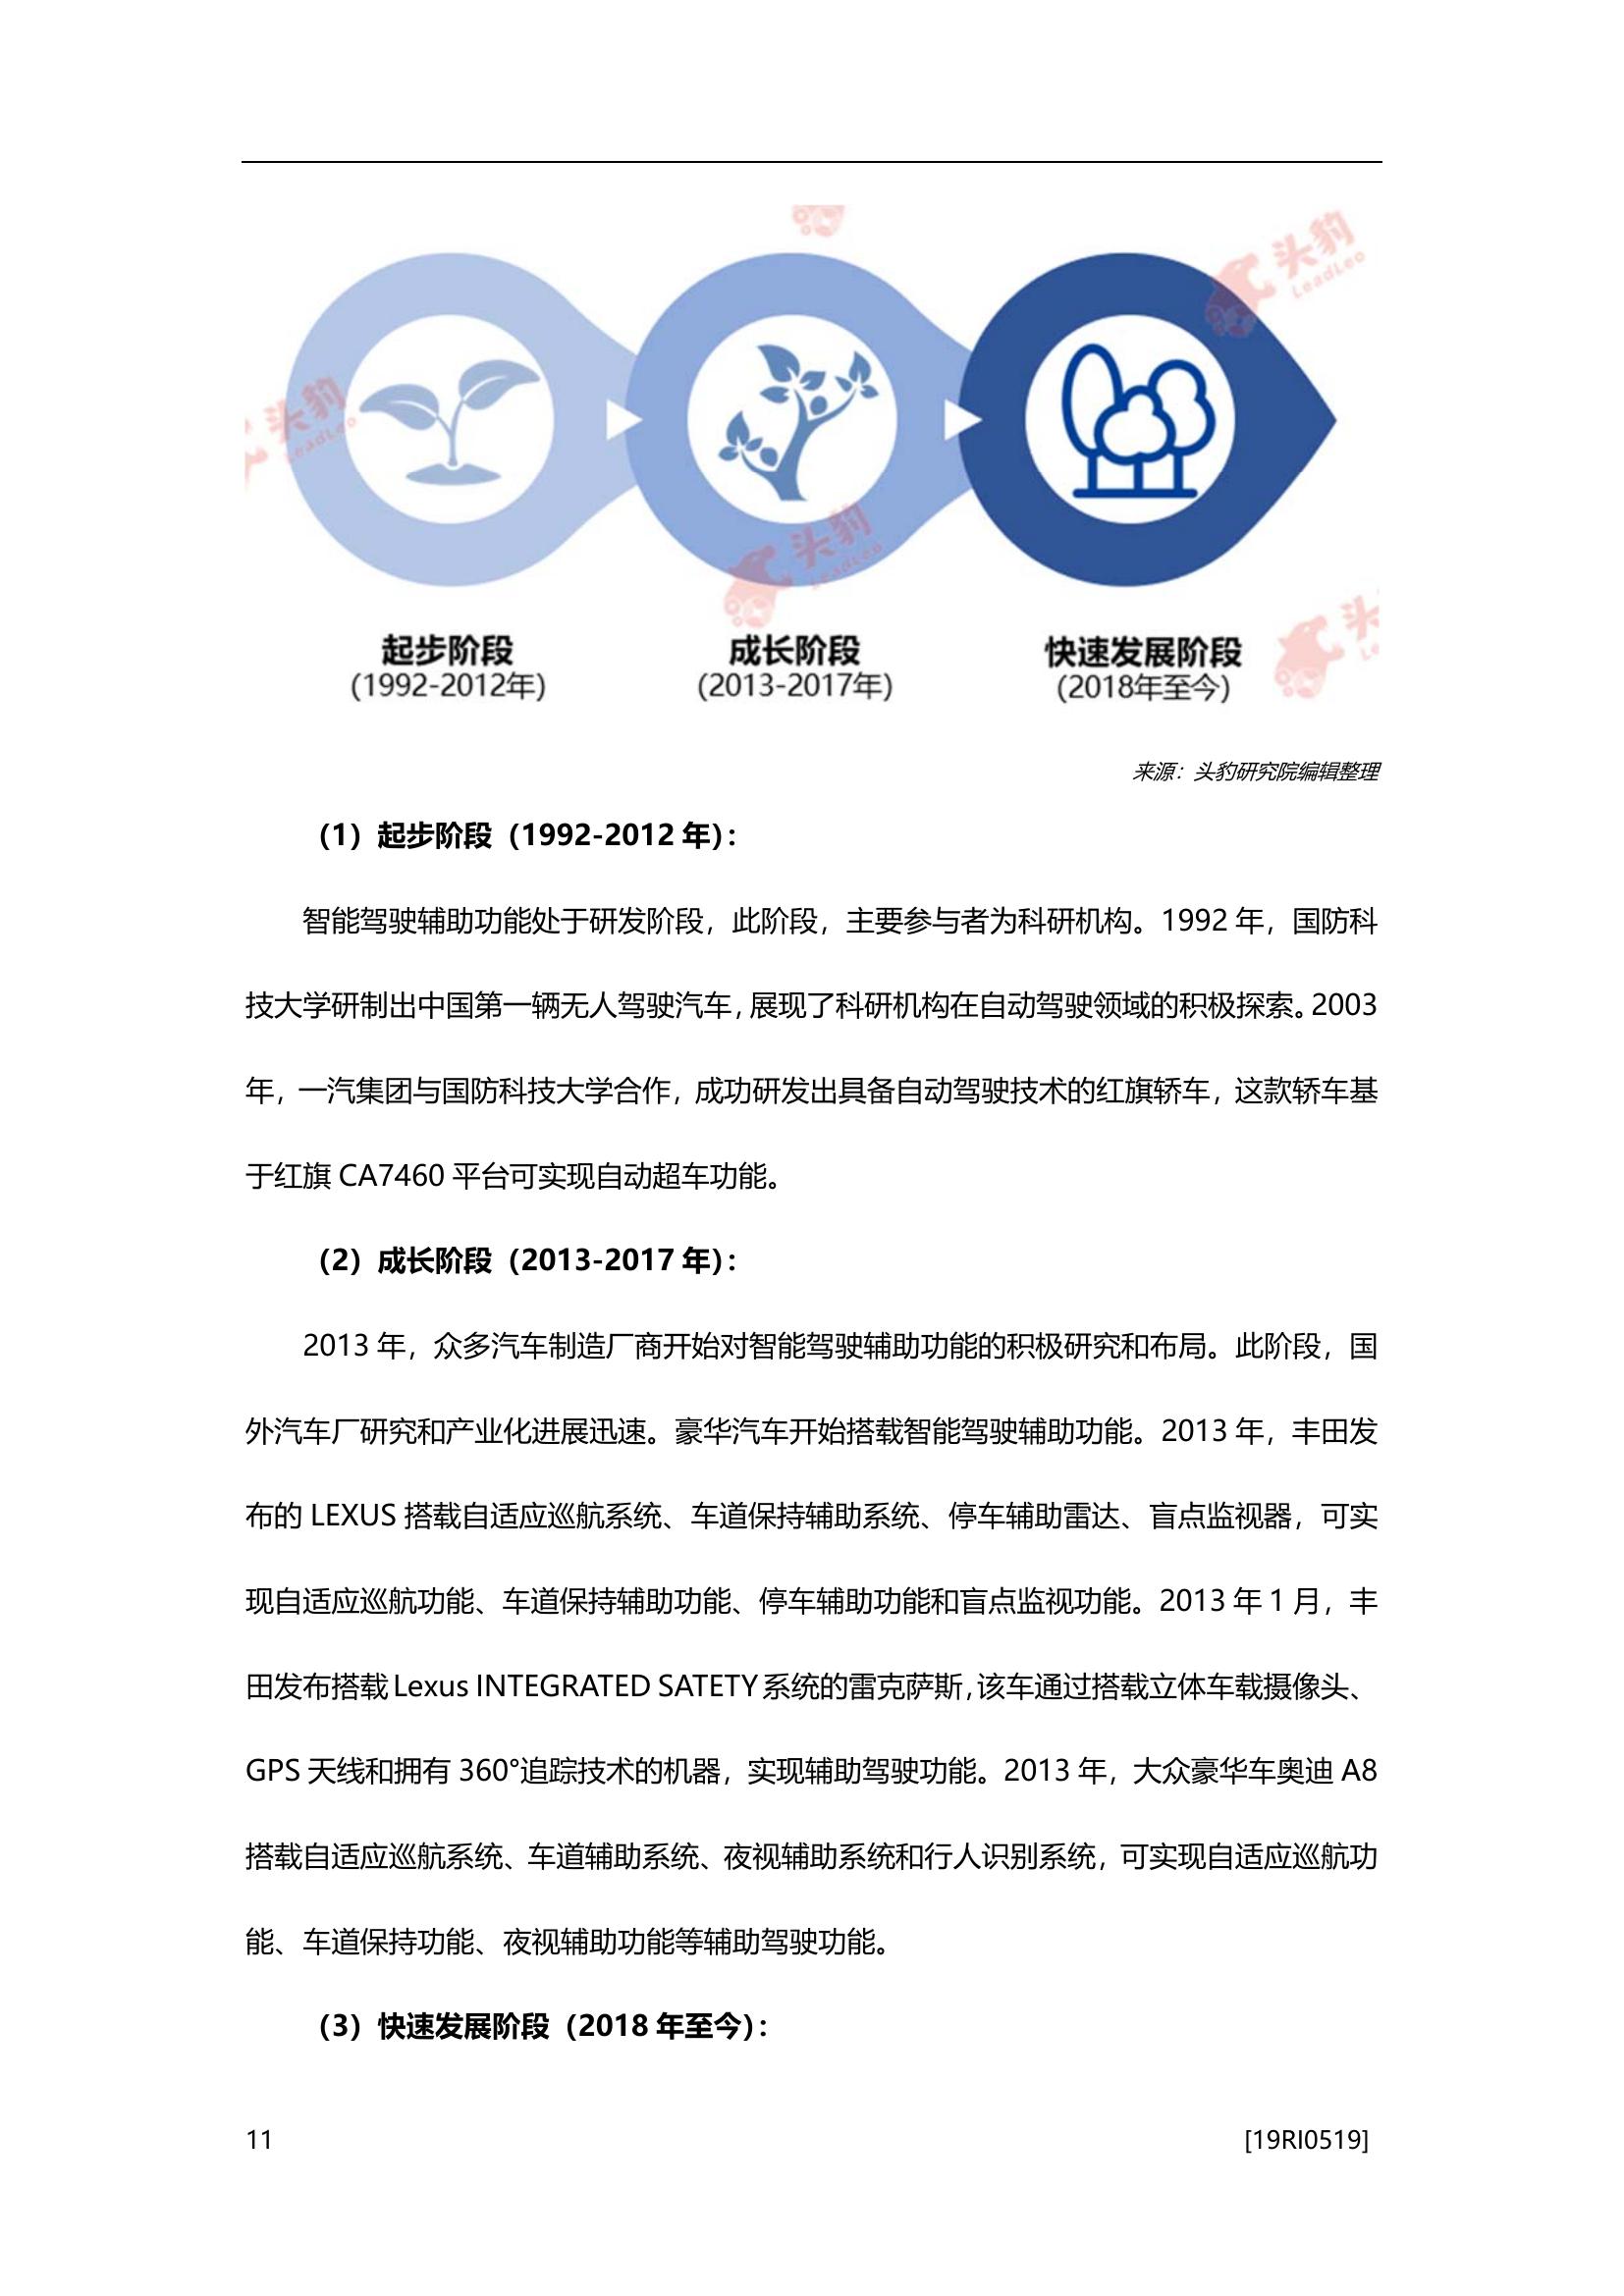 头豹
LeadLeo
头豹
LeadLeo
头豹
LeadLeo
头
Le
起步阶段
(1992-2012年)
成长阶段
(2013-2017年)
快速发展阶段
(2018年至今)
来源：头豹研究院编辑整理
（1）起步阶段（1992-2012 年）：
智能驾驶辅助功能处于研发阶段，此阶段，主要参与者为科研机构。1992 年，国防科
技大学研制出中国第一辆无人驾驶汽车，展现了科研机构在自动驾驶领域的积极探索。2003
年，一汽集团与国防科技大学合作，成功研发出具备自动驾驶技术的红旗轿车，这款轿车基
于红旗 CA7460 平台可实现自动超车功能。
（2）成长阶段（2013-2017 年）：
2013 年，众多汽车制造厂商开始对智能驾驶辅助功能的积极研究和布局。此阶段，国
外汽车厂研究和产业化进展迅速。豪华汽车开始搭载智能驾驶辅助功能。2013 年，丰田发
布的 LEXUS 搭载自适应巡航系统、车道保持辅助系统、停车辅助雷达、盲点监视器，可实
现自适应巡航功能、车道保持辅助功能、停车辅助功能和盲点监视功能。2013 年 1 月，丰
田发布搭载 Lexus INTEGRATED SATETY 系统的雷克萨斯，该车通过搭载立体车载摄像头、
GPS 天线和拥有 360°追踪技术的机器，实现辅助驾驶功能。2013 年，大众豪华车奥迪 A8
搭载自适应巡航系统、车道辅助系统、夜视辅助系统和行人识别系统，可实现自适应巡航功
能、车道保持功能、夜视辅助功能等辅助驾驶功能。
（3）快速发展阶段（2018 年至今）：
11 [19RI0519]